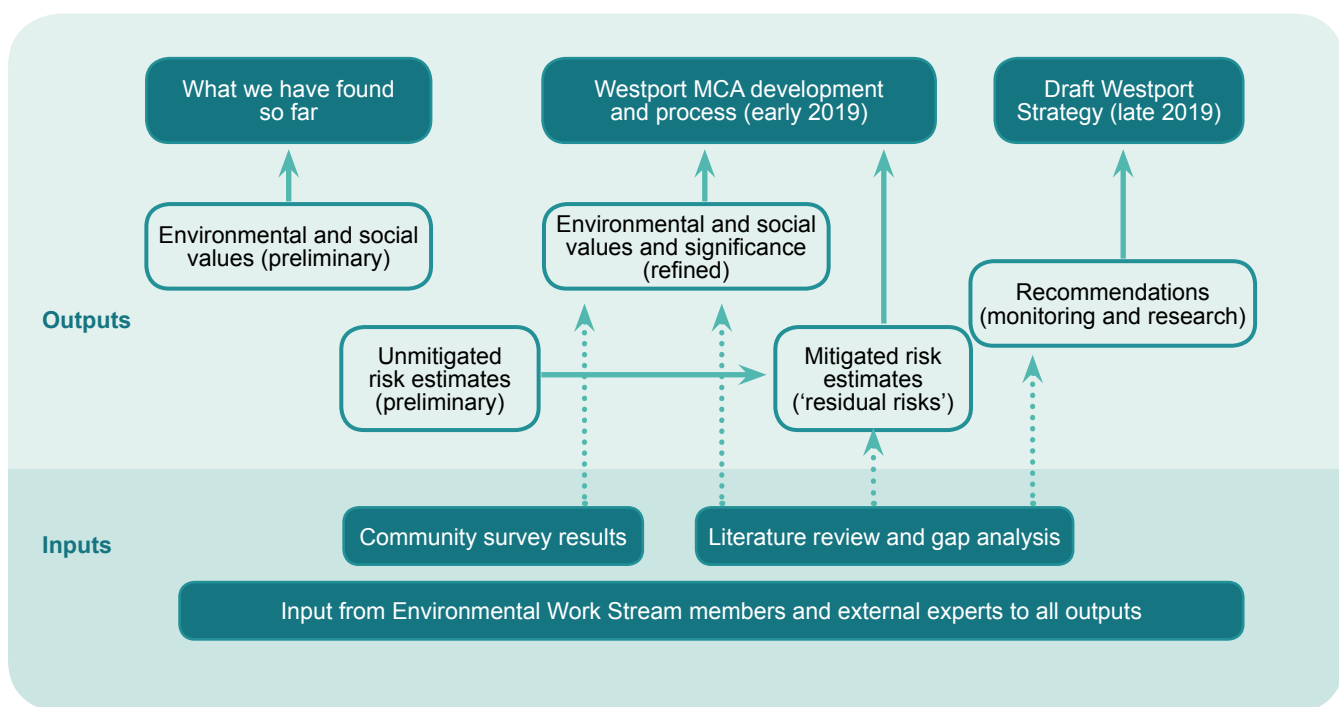 What we have found
so far
Westport MCA development
and process (early 2019)
Draft Westport
Strategy (late 2019)
Environmental and social
values (preliminary)
Environmental and social
values and significance
(refined)
Recommendations
(monitoring and research)
Outputs
Unmitigated
risk estimates
(preliminary)
Mitigated risk
estimates
(‘residual risks’)
Inputs
Community survey results
Literature review and gap analysis
Input from Environmental Work Stream members and external experts to all outputs